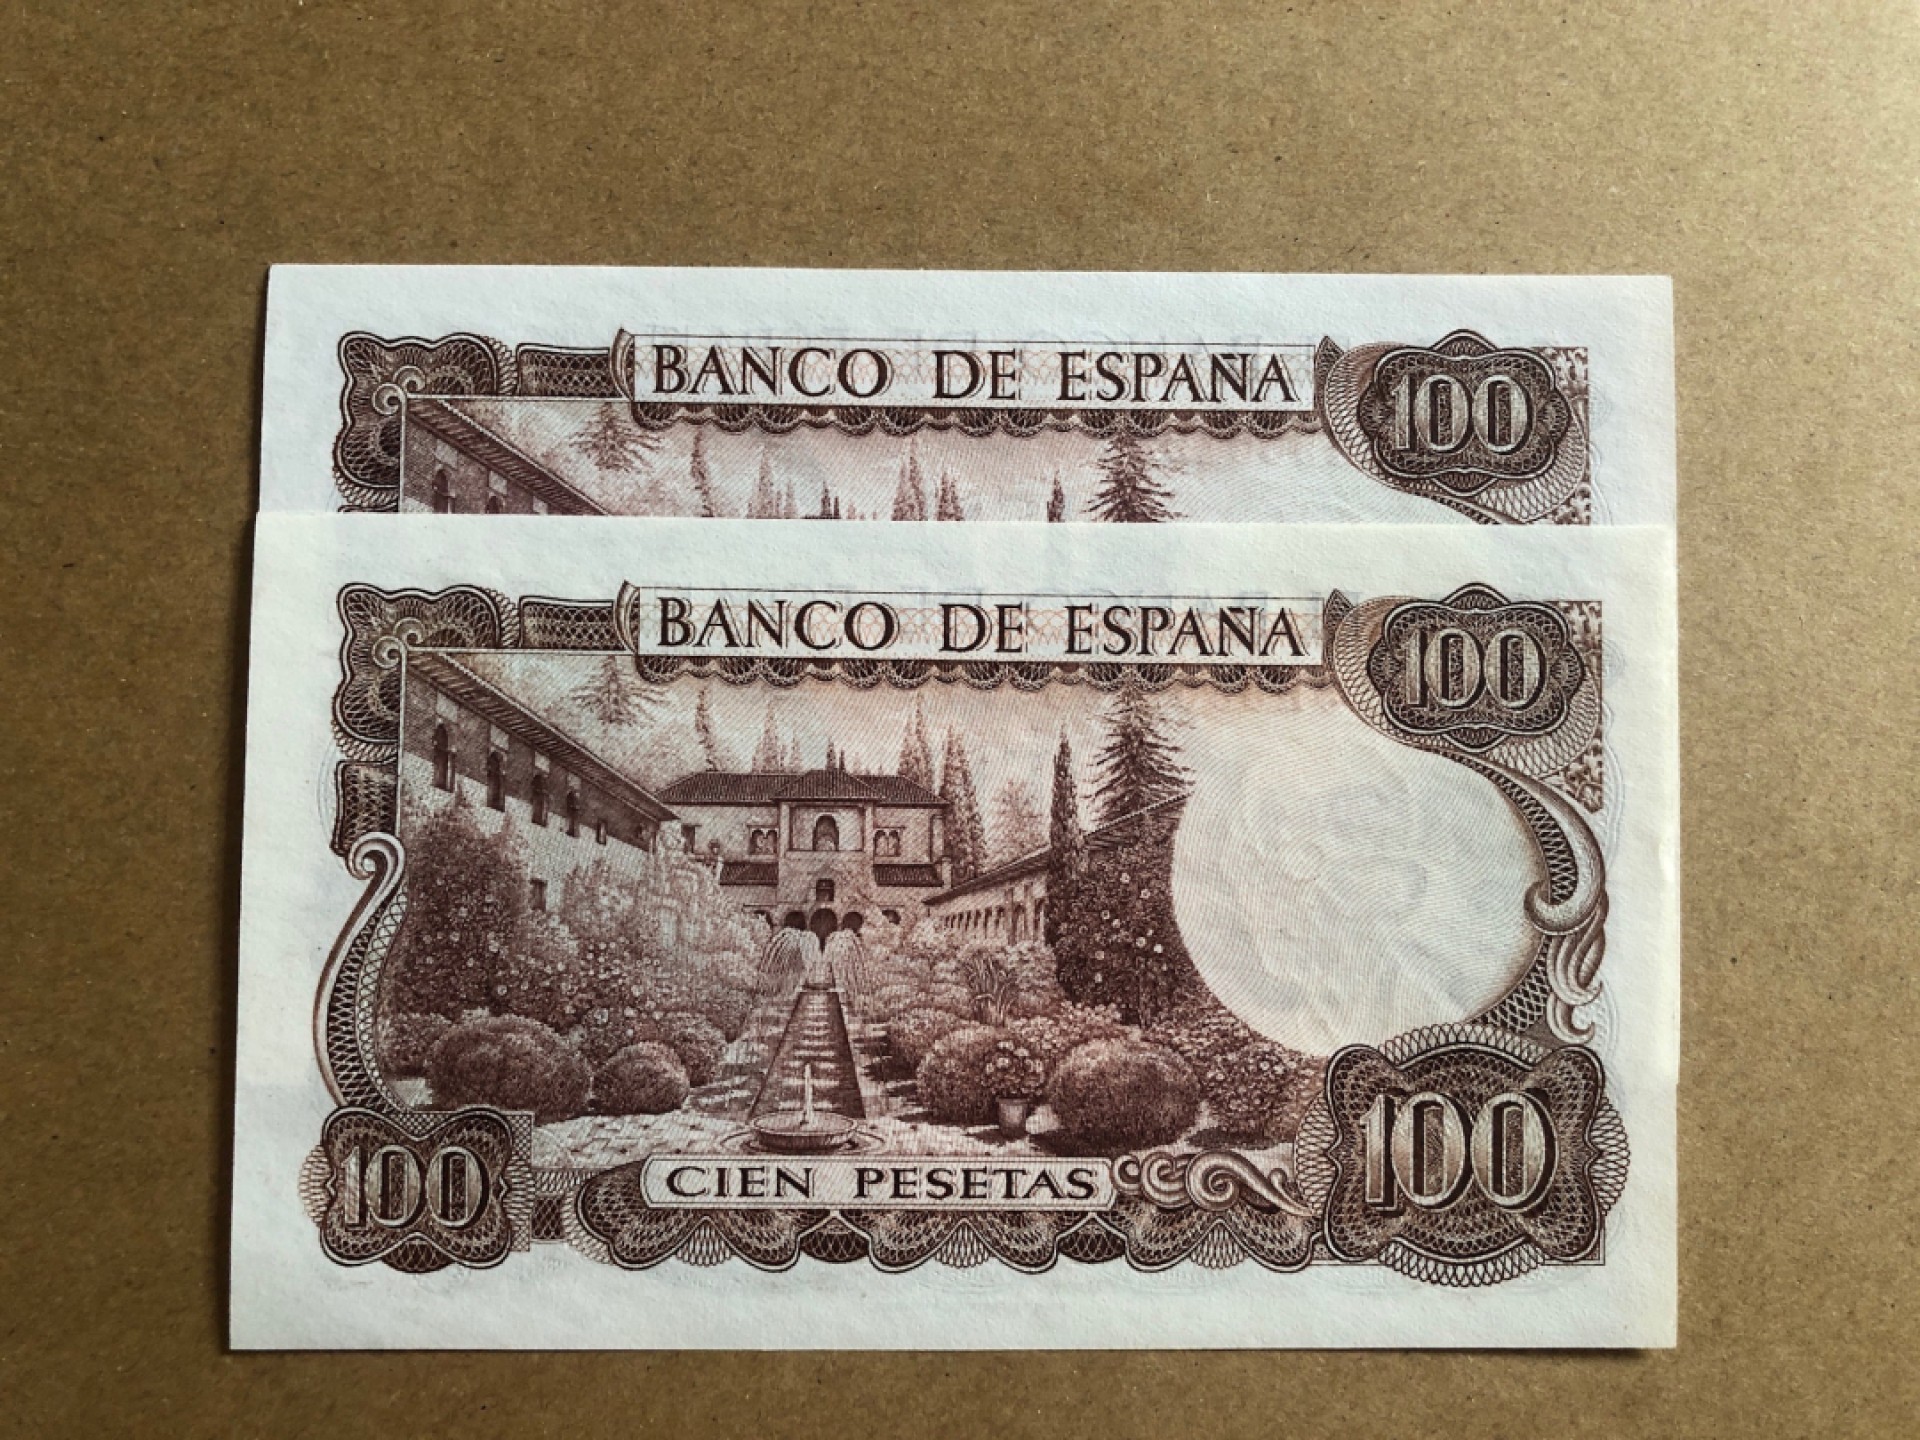 BANCO DE ESPAÑA 100
BANCO DE ESPAÑA 100
100 CIEN PESETAS 100